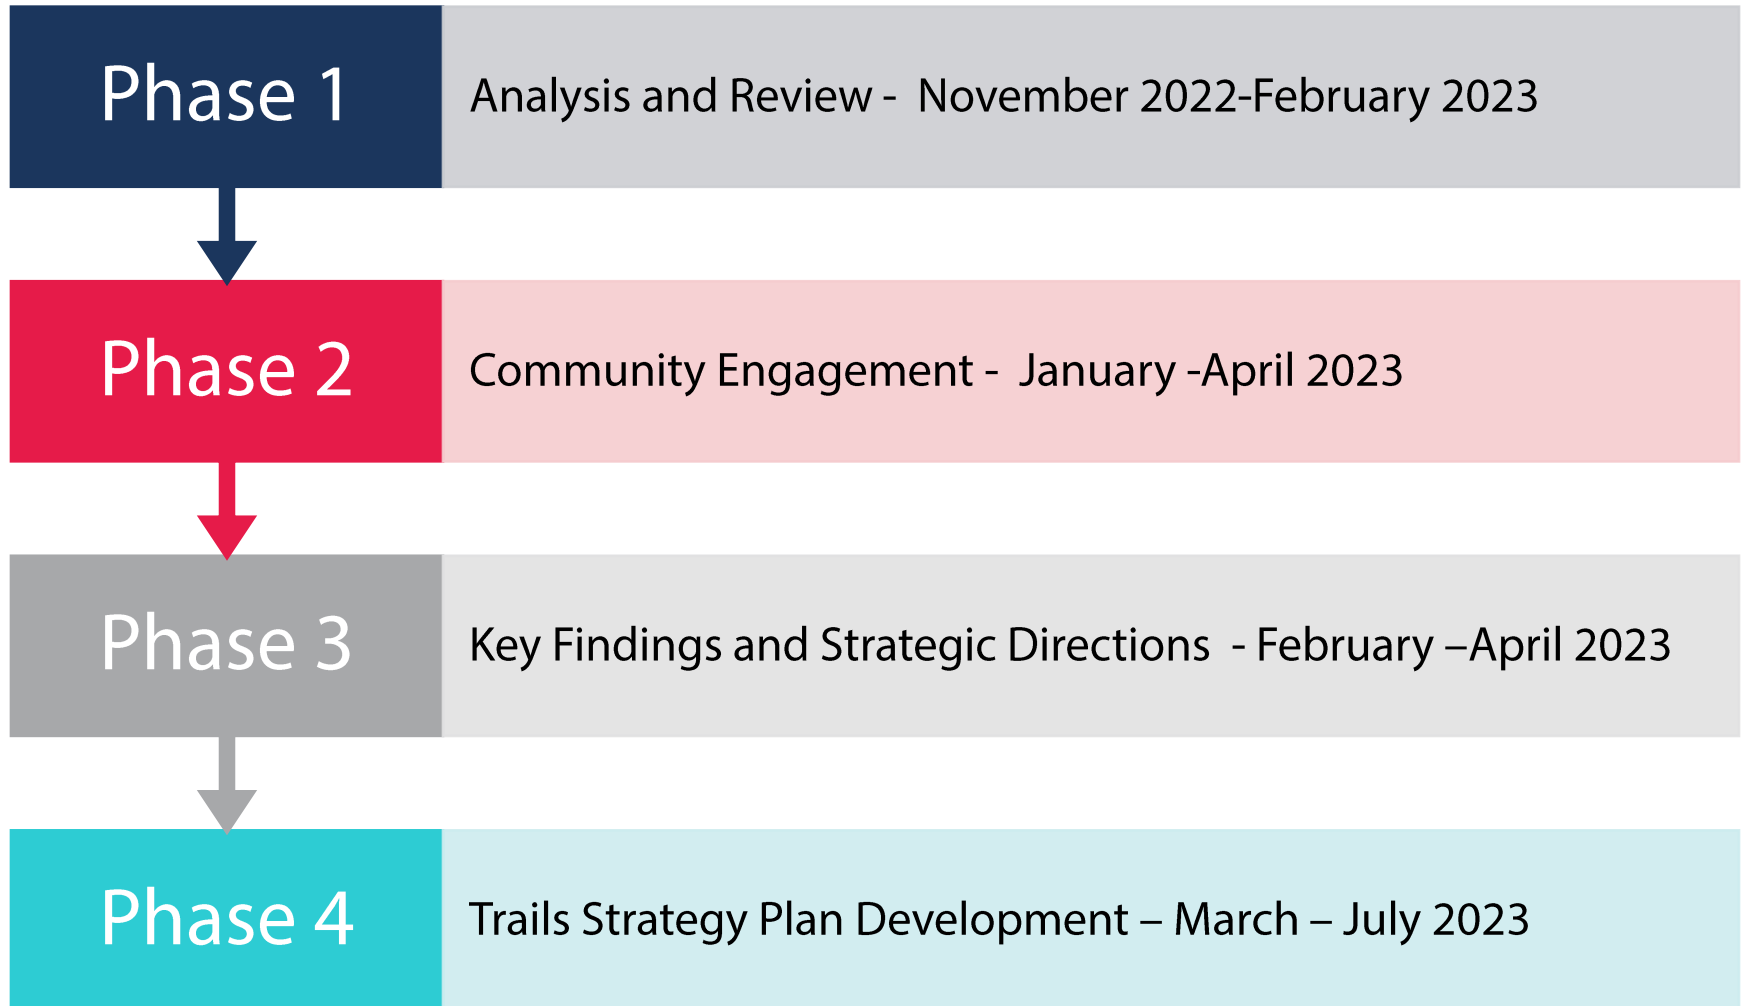 Phase 1
Analysis and Review -  November 2022-February 2023
Phase 2
Community Engagement -  January -April 2023
Phase 3
Key Findings and Strategic Directions  - February –April 2023
Phase 4
Trails Strategy Plan Development – March – July 2023